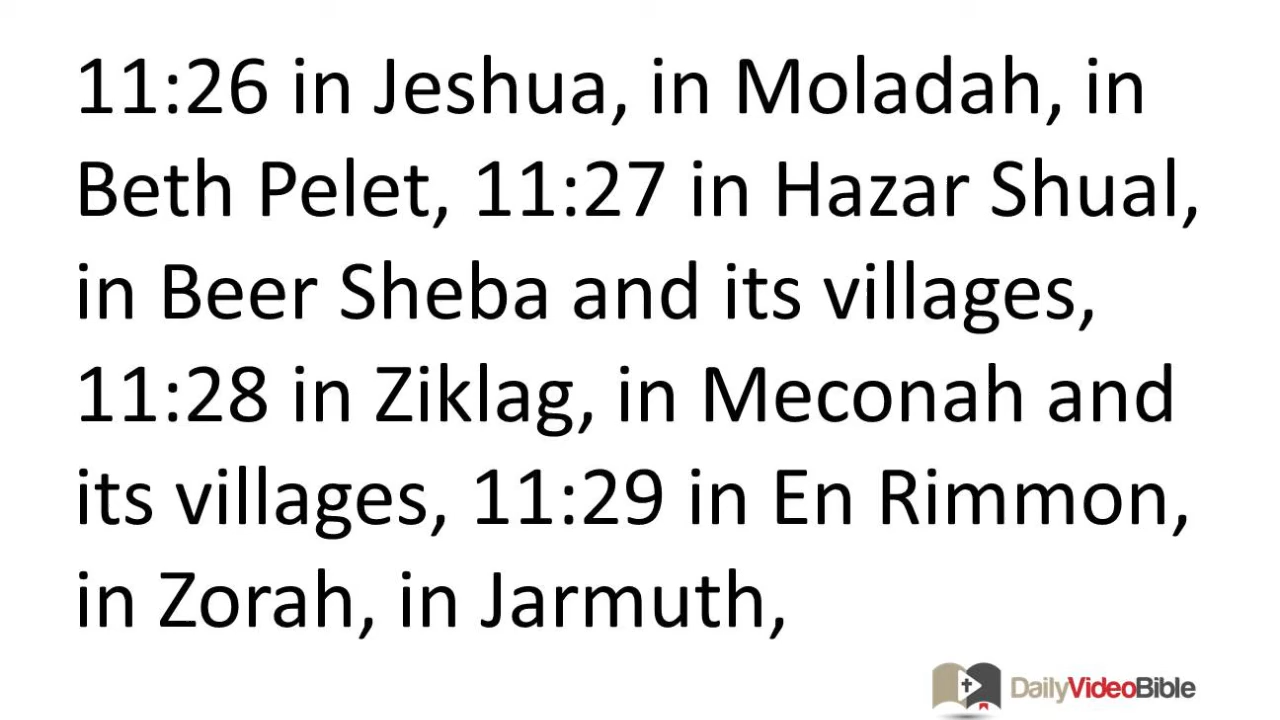 11:26 in Jeshua, in Moladah, in
Beth Pelet, 11:27 in Hazar Shual,
in Beer Sheba and its villages,
11:28 in Ziklag, in Meconah and
its villages, 11:29 in En Rimmon,
in Zorah, in Jarmuth,
DailyVideoBible